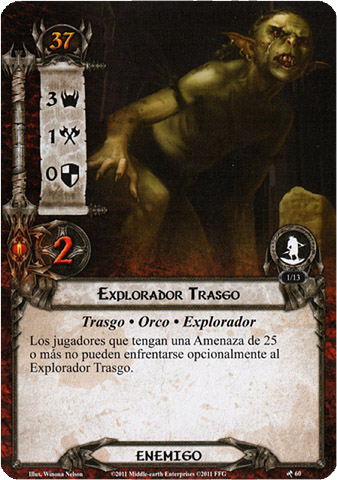 37
3
1
0
2
1/13
Explorador Trasgo
Trasgo • Orco • Explorador
Los jugadores que tengan una Amenaza de 25
o más no pueden enfrentarse opcionalmente al
Explorador Trasgo.
ENEMIGO
Illus. Winona Nelson ©2011 Middle-earth Enterprises ©2011 FFG 60